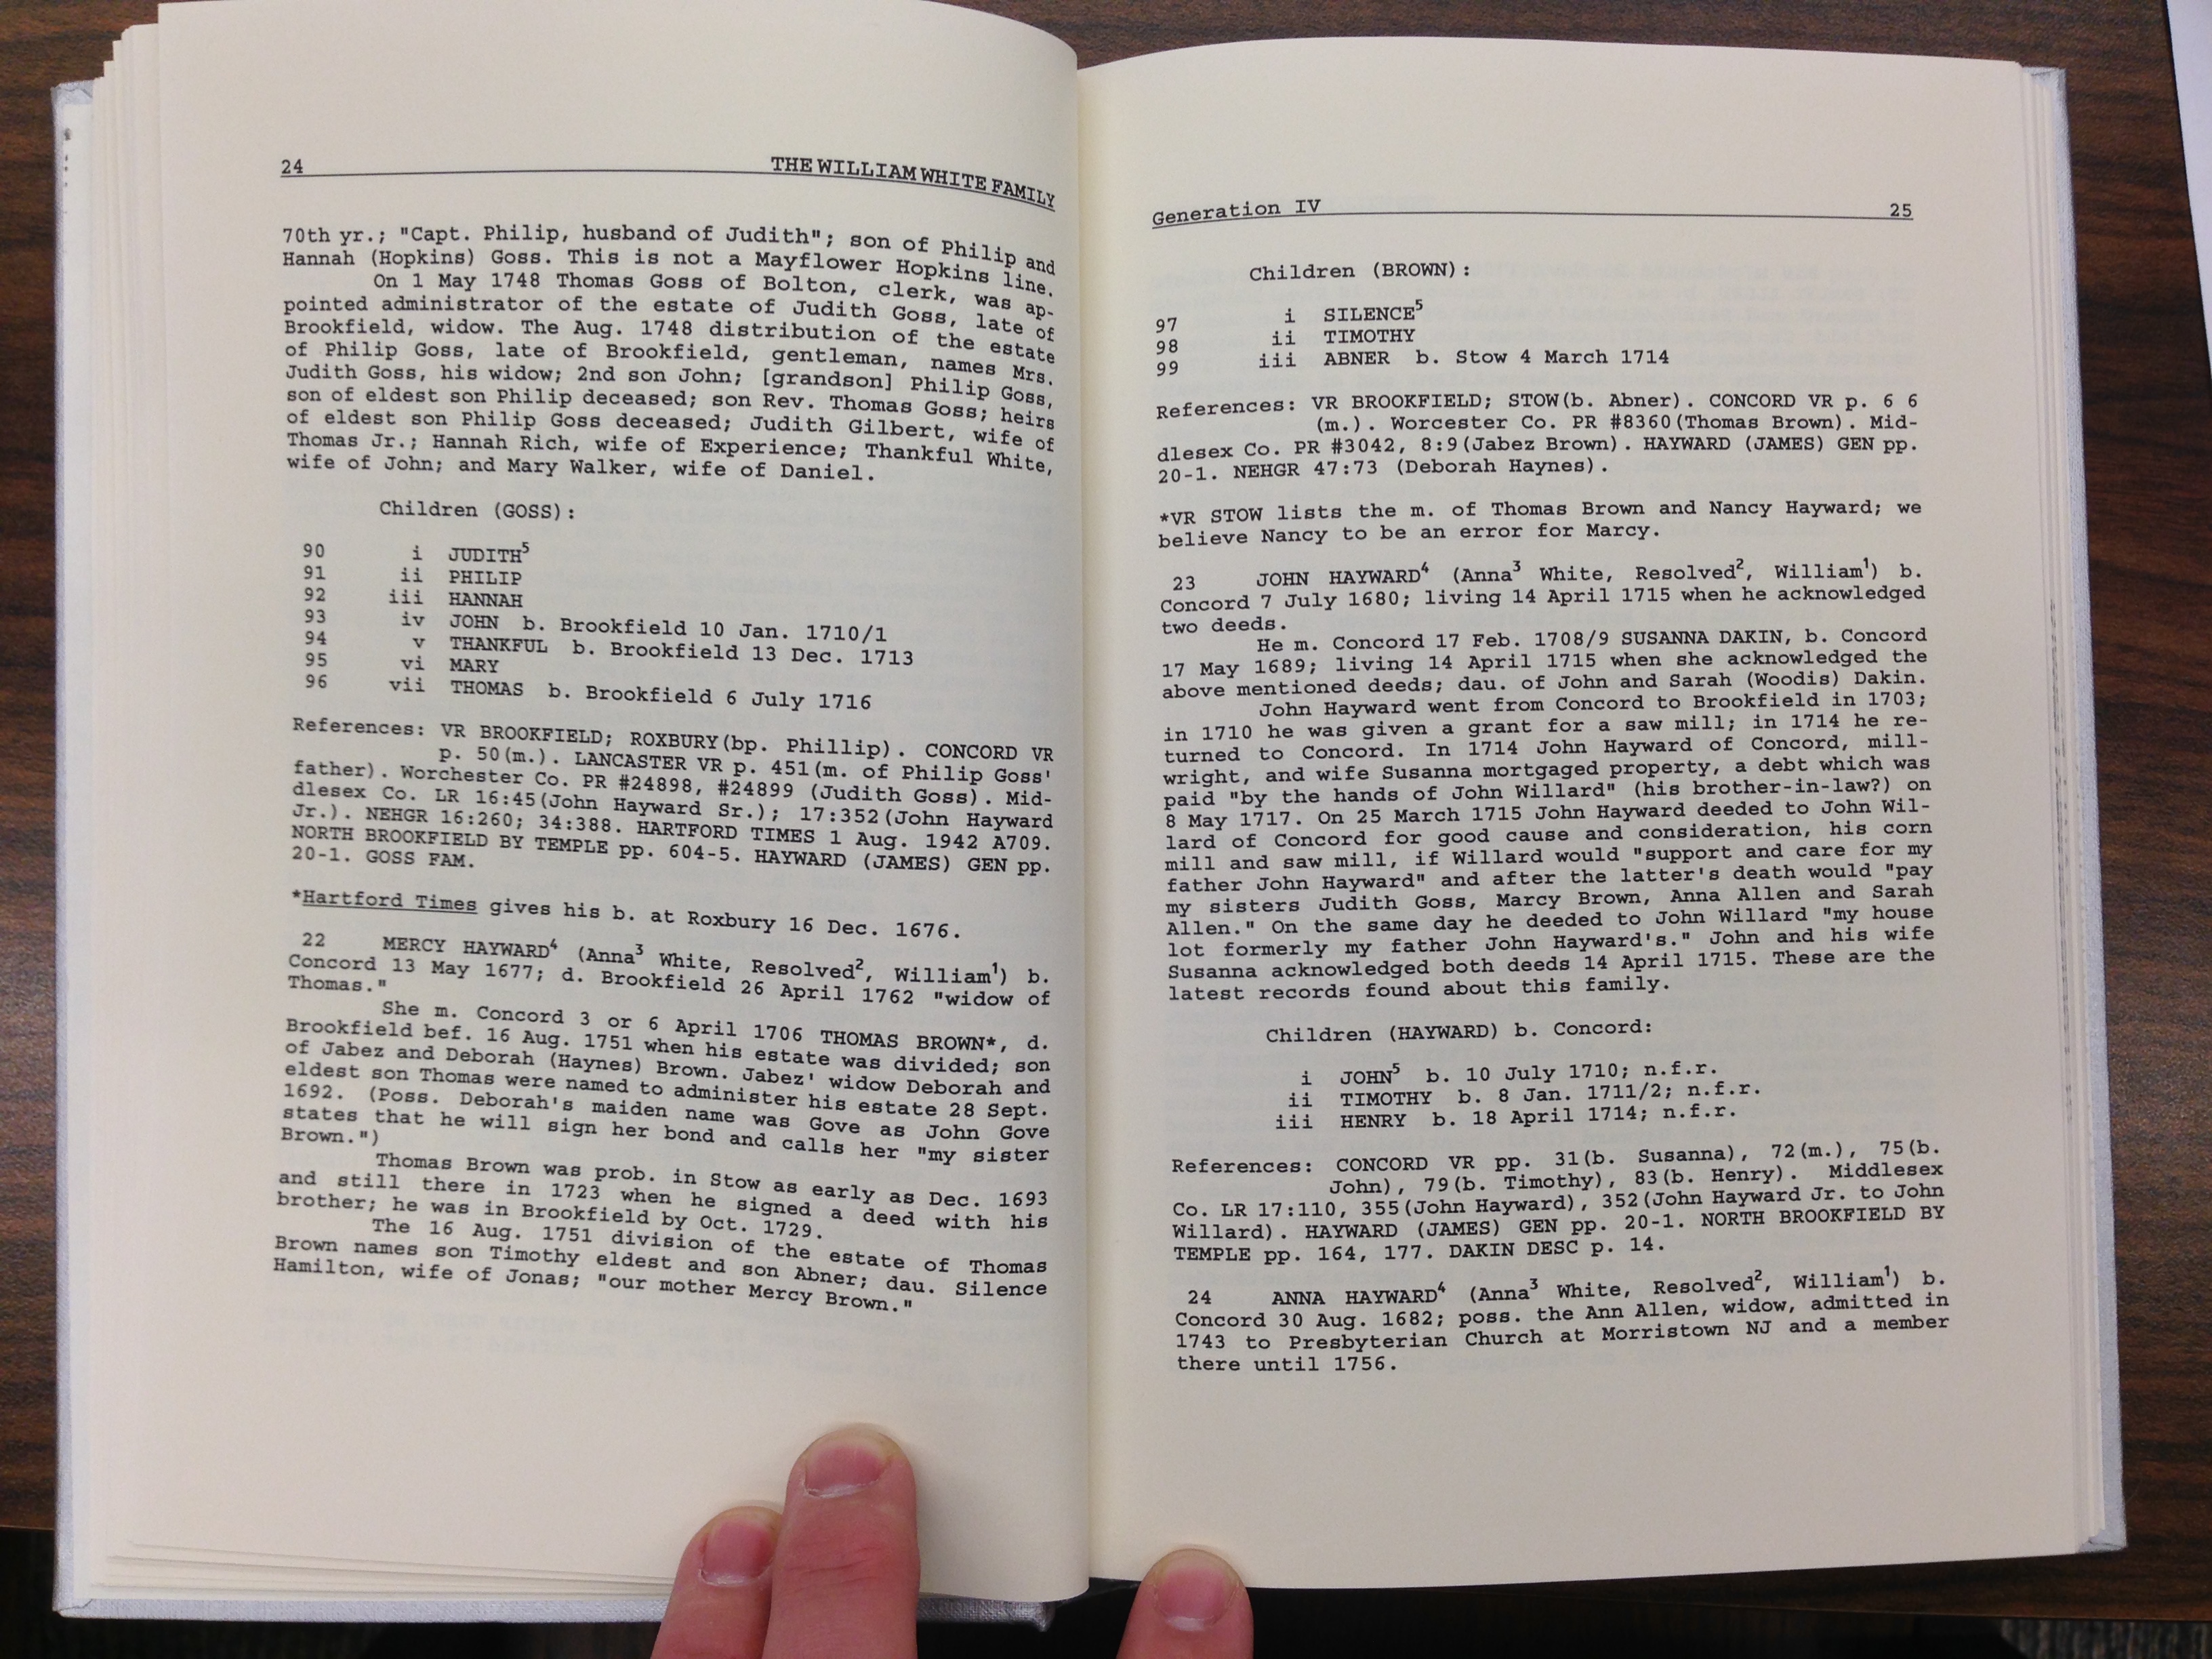 24 THE WILLIAM WHITE FAMILY
70th yr.; "Capt. Philip, husband of Judith"; son of Philip and
Hannah (Hopkins) Goss. This is not a Mayflower Hopkins line.
On 1 May 1748 Thomas Goss of Bolton, clerk, was ap-
pointed administrator of the estate of Judith Goss, late of
Brookfield, widow. The Aug. 1748 distribution of the estate
of Philip Goss, late of Brookfield, gentleman, names Mrs.
Judith Goss, his widow; 2nd son John; [grandson] Philip Goss,
son of eldest son Philip deceased; son Rev. Thomas Goss; heirs
of eldest son Philip Goss deceased; Judith Gilbert, wife of
Thomas Jr.; Hannah Rich, wife of Experience; Thankful White,
wife of John; and Mary Walker, wife of Daniel.
Children (GOSS):
90 i JUDITH⁵
91 ii PHILIP
92 iii HANNAH
93 iv JOHN b. Brookfield 10 Jan. 1710/1
94 v THANKFUL b. Brookfield 13 Dec. 1713
95 vi MARY
96 vii THOMAS b. Brookfield 6 July 1716
References: VR BROOKFIELD; ROXBURY(bp. Phillip). CONCORD VR
p. 50(m.). LANCASTER VR p. 451(m. of Philip Goss'
father). Worchester Co. PR #24898, #24899 (Judith Goss). Mid-
dlesex Co. LR 16:45(John Hayward Sr.); 17:352(John Hayward
Jr.). NEHGR 16:260; 34:388. HARTFORD TIMES 1 Aug. 1942 A709.
NORTH BROOKFIELD BY TEMPLE pp. 604-5. HAYWARD (JAMES) GEN pp.
20-1. GOSS FAM.
*Hartford Times gives his b. at Roxbury 16 Dec. 1676.
22 MERCY HAYWARD⁴ (Anna³ White, Resolved², William¹) b.
Concord 13 May 1677; d. Brookfield 26 April 1762 "widow of
Thomas."
She m. Concord 3 or 6 April 1706 THOMAS BROWN*, d.
Brookfield bef. 16 Aug. 1751 when his estate was divided; son
of Jabez and Deborah (Haynes) Brown. Jabez' widow Deborah and
eldest son Thomas were named to administer his estate 28 Sept.
1692. (Poss. Deborah's maiden name was Gove as John Gove
states that he will sign her bond and calls her "my sister
Brown.")
Thomas Brown was prob. in Stow as early as Dec. 1693
and still there in 1723 when he signed a deed with his
brother; he was in Brookfield by Oct. 1729.
The 16 Aug. 1751 division of the estate of Thomas
Brown names son Timothy eldest and son Abner; dau. Silence
Hamilton, wife of Jonas; "our mother Mercy Brown."
Generation IV 25
Children (BROWN):
97 i SILENCE⁵
98 ii TIMOTHY
99 iii ABNER b. Stow 4 March 1714
References: VR BROOKFIELD; STOW(b. Abner). CONCORD VR p. 6 6
(m.). Worcester Co. PR #8360(Thomas Brown). Mid-
dlesex Co. PR #3042, 8:9(Jabez Brown). HAYWARD (JAMES) GEN pp.
20-1. NEHGR 47:73 (Deborah Haynes).
*VR STOW lists the m. of Thomas Brown and Nancy Hayward; we
believe Nancy to be an error for Marcy.
23 JOHN HAYWARD⁴ (Anna³ White, Resolved², William¹) b.
Concord 7 July 1680; living 14 April 1715 when he acknowledged
two deeds.
He m. Concord 17 Feb. 1708/9 SUSANNA DAKIN, b. Concord
17 May 1689; living 14 April 1715 when she acknowledged the
above mentioned deeds; dau. of John and Sarah (Woodis) Dakin.
John Hayward went from Concord to Brookfield in 1703;
in 1710 he was given a grant for a saw mill; in 1714 he re-
turned to Concord. In 1714 John Hayward of Concord, mill-
wright, and wife Susanna mortgaged property, a debt which was
paid "by the hands of John Willard" (his brother-in-law?) on
8 May 1717. On 25 March 1715 John Hayward deeded to John Wil-
lard of Concord for good cause and consideration, his corn
mill and saw mill, if Willard would "support and care for my
father John Hayward" and after the latter's death would "pay
my sisters Judith Goss, Marcy Brown, Anna Allen and Sarah
Allen." On the same day he deeded to John Willard "my house
lot formerly my father John Hayward's." John and his wife
Susanna acknowledged both deeds 14 April 1715. These are the
latest records found about this family.
Children (HAYWARD) b. Concord:
i JOHN⁵ b. 10 July 1710; n.f.r.
ii TIMOTHY b. 8 Jan. 1711/2; n.f.r.
iii HENRY b. 18 April 1714; n.f.r.
References: CONCORD VR pp. 31(b. Susanna), 72(m.), 75(b.
John), 79(b. Timothy), 83(b. Henry). Middlesex
Co. LR 17:110, 355(John Hayward), 352(John Hayward Jr. to John
Willard). HAYWARD (JAMES) GEN pp. 20-1. NORTH BROOKFIELD BY
TEMPLE pp. 164, 177. DAKIN DESC p. 14.
24 ANNA HAYWARD⁴ (Anna³ White, Resolved², William¹) b.
Concord 30 Aug. 1682; poss. the Ann Allen, widow, admitted in
1743 to Presbyterian Church at Morristown NJ and a member
there until 1756.